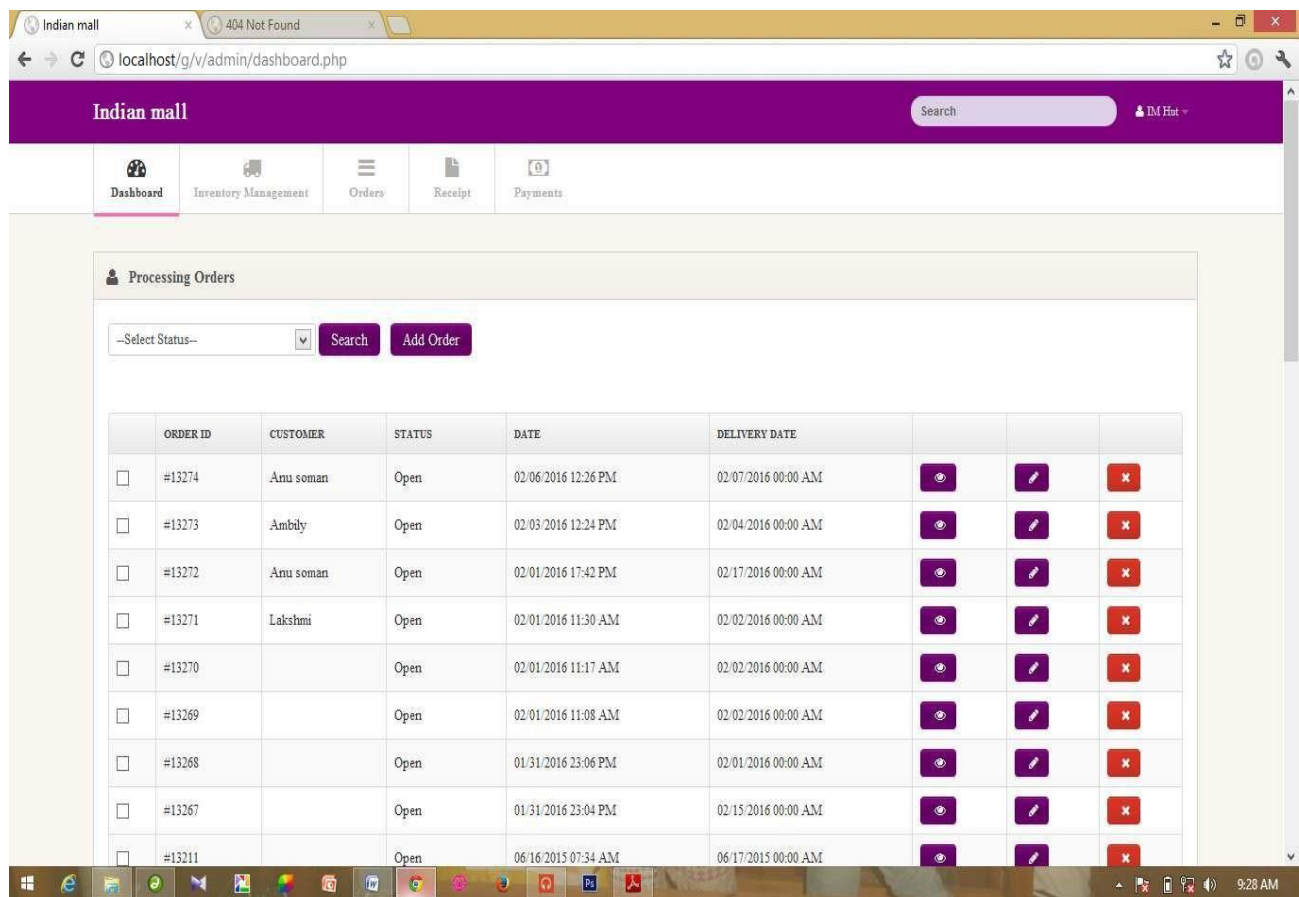 Indian mall
404 Not Found
localhost/g/v/admin/dashboard.php
Indian mall
Search
IM Hut
Dashboard
Inventory Management
Orders
Receipt
Payments
Processing Orders
--Select Status--
Search
Add Order
ORDER ID CUSTOMER STATUS DATE DELIVERY DATE
#13274 Anu soman Open 02/06/2016 12:26 PM 02/07/2016 00:00 AM
#13273 Ambily Open 02/03/2016 12:24 PM 02/04/2016 00:00 AM
#13272 Anu soman Open 02/01/2016 17:42 PM 02/17/2016 00:00 AM
#13271 Lakshmi Open 02/01/2016 11:30 AM 02/02/2016 00:00 AM
#13270 Open 02/01/2016 11:17 AM 02/02/2016 00:00 AM
#13269 Open 02/01/2016 11:08 AM 02/02/2016 00:00 AM
#13268 Open 01/31/2016 23:06 PM 02/01/2016 00:00 AM
#13267 Open 01/31/2016 23:04 PM 02/15/2016 00:00 AM
#13211 Open 06/16/2015 07:34 AM 06/17/2015 00:00 AM
Ps
9:28 AM